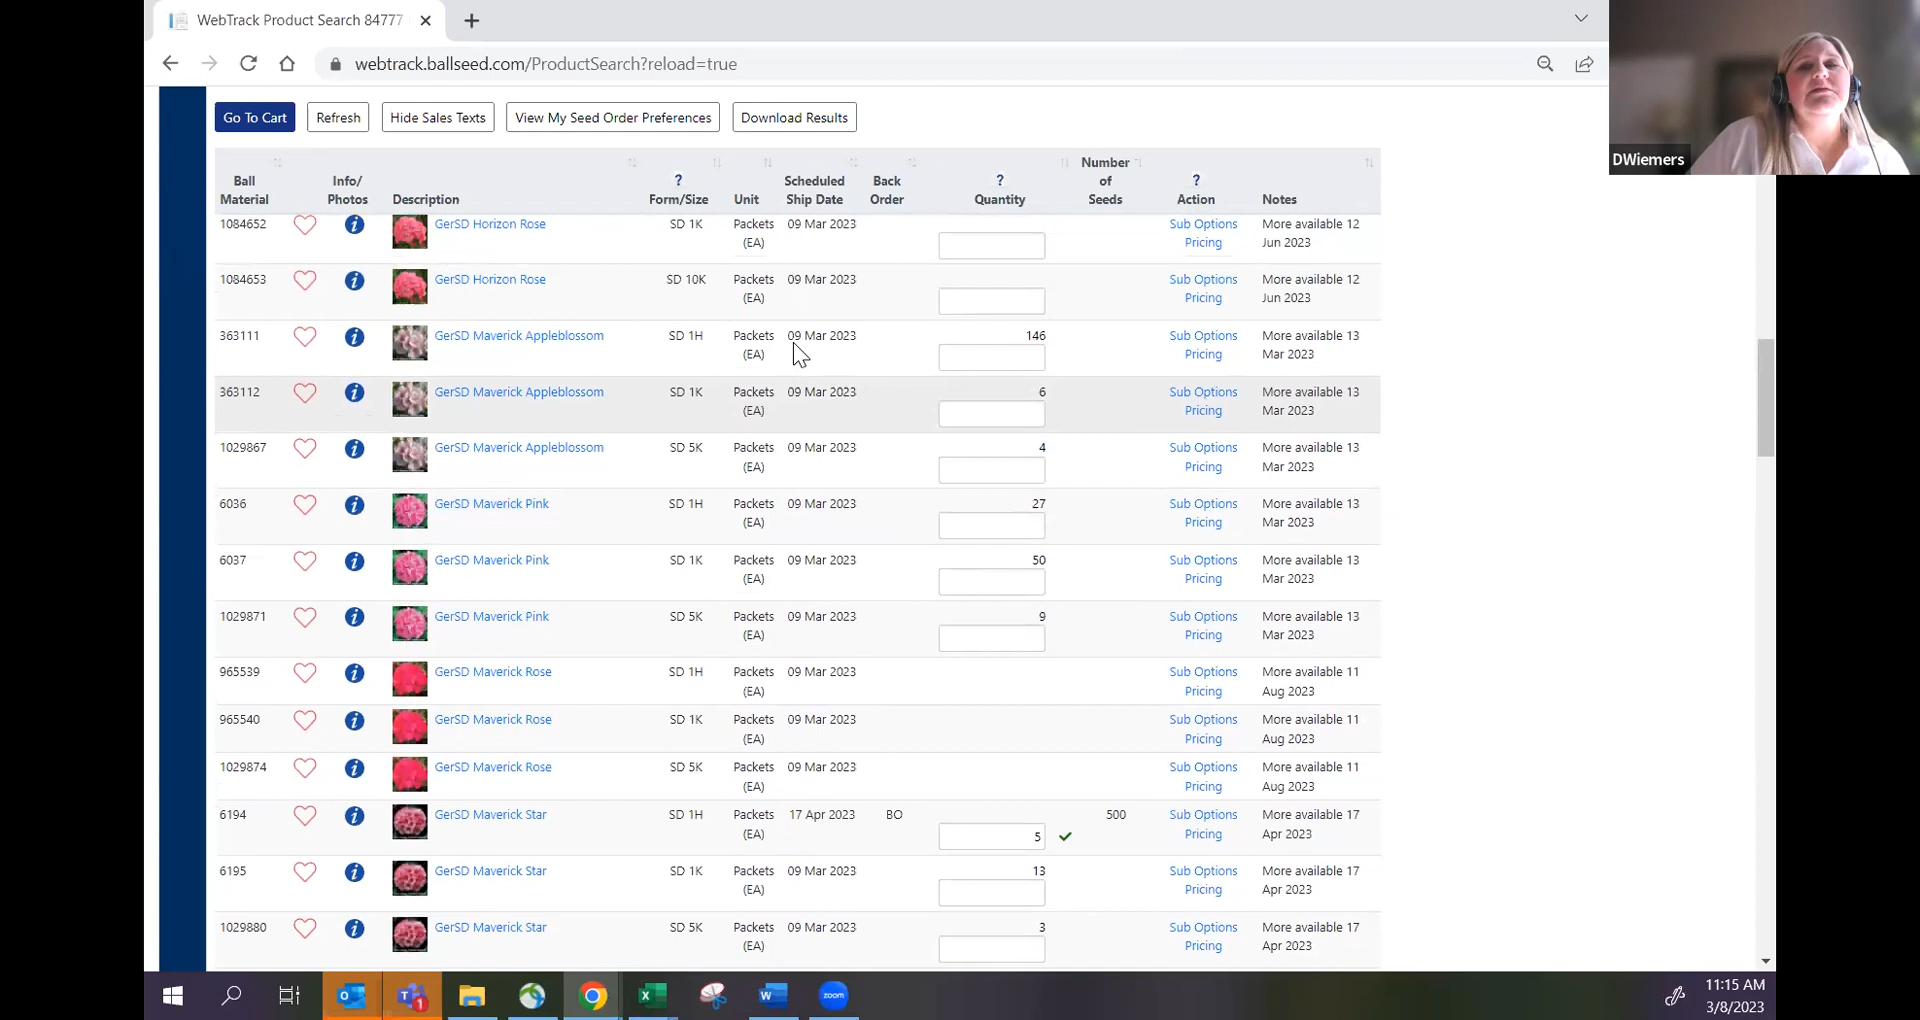 WebTrack Product Search 84777
webtrack.ballseed.com/ProductSearch?reload=true
DWiemers
Go To Cart Refresh Hide Sales Texts View My Seed Order Preferences Download Results
Ball Material Info/ Photos Description ? Form/Size Unit Scheduled Ship Date Back Order ? Quantity Number of Seeds ? Action Notes
1084652 GerSD Horizon Rose SD 1K Packets 09 Mar 2023 Sub Options More available 12
(EA) Pricing Jun 2023
1084653 GerSD Horizon Rose SD 10K Packets 09 Mar 2023 Sub Options More available 12
(EA) Pricing Jun 2023
363111 GerSD Maverick Appleblossom SD 1H Packets 09 Mar 2023 146 Sub Options More available 13
(EA) Pricing Mar 2023
363112 GerSD Maverick Appleblossom SD 1K Packets 09 Mar 2023 6 Sub Options More available 13
(EA) Pricing Mar 2023
1029867 GerSD Maverick Appleblossom SD 5K Packets 09 Mar 2023 4 Sub Options More available 13
(EA) Pricing Mar 2023
6036 GerSD Maverick Pink SD 1H Packets 09 Mar 2023 27 Sub Options More available 13
(EA) Pricing Mar 2023
6037 GerSD Maverick Pink SD 1K Packets 09 Mar 2023 50 Sub Options More available 13
(EA) Pricing Mar 2023
1029871 GerSD Maverick Pink SD 5K Packets 09 Mar 2023 9 Sub Options More available 13
(EA) Pricing Mar 2023
965539 GerSD Maverick Rose SD 1H Packets 09 Mar 2023 Sub Options More available 11
(EA) Pricing Aug 2023
965540 GerSD Maverick Rose SD 1K Packets 09 Mar 2023 Sub Options More available 11
(EA) Pricing Aug 2023
1029874 GerSD Maverick Rose SD 5K Packets 09 Mar 2023 Sub Options More available 11
(EA) Pricing Aug 2023
6194 GerSD Maverick Star SD 1H Packets 17 Apr 2023 BO 500 Sub Options More available 17
(EA) 5 Pricing Apr 2023
6195 GerSD Maverick Star SD 1K Packets 09 Mar 2023 13 Sub Options More available 17
(EA) Pricing Apr 2023
1029880 GerSD Maverick Star SD 5K Packets 09 Mar 2023 3 Sub Options More available 17
(EA) Pricing Apr 2023
zoom
11:15 AM
3/8/2023